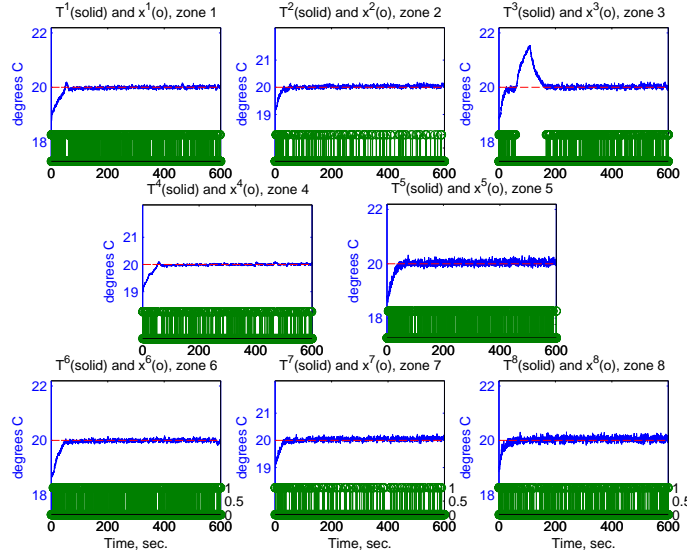 T1(solid) and x1(o), zone 1
T2(solid) and x2(o), zone 2
T3(solid) and x3(o), zone 3
degrees C
22
20
18
0 200 400 600
degrees C
21
20
19
0 200 400 600
degrees C
22
20
18
0 200 400 600
T4(solid) and x4(o), zone 4
T5(solid) and x5(o), zone 5
degrees C
21
20
19
0 200 400 600
degrees C
22
20
18
0 200 400 600
T6(solid) and x6(o), zone 6
T7(solid) and x7(o), zone 7
T8(solid) and x8(o), zone 8
degrees C
22
20
18
1
0.5
0
0 200 400 600
Time, sec.
degrees C
21
20
19
1
0.5
0
0 200 400 600
Time, sec.
degrees C
22
20
18
1
0.5
0
0 200 400 600
Time, sec.